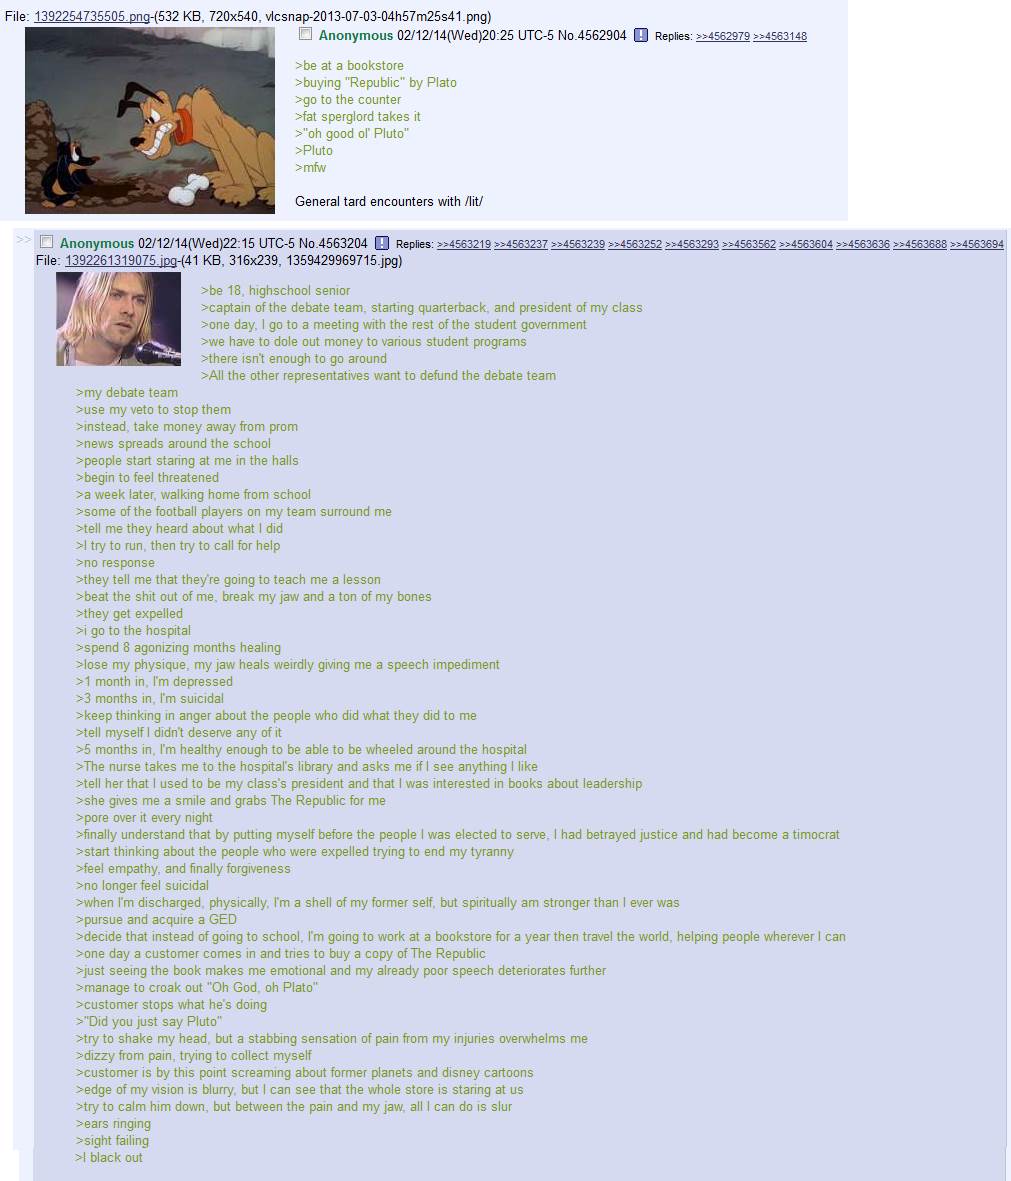 File: 1392254735505.png-(532 KB, 720x540, vlcsnap-2013-07-03-04h57m25s41.png)
Anonymous 02/12/14(Wed)20:25 UTC-5 No.4562904 ! Replies: >>4562979 >>4563148
>be at a bookstore
>buying "Republic" by Plato
>go to the counter
>fat sperglord takes it
>"oh good ol' Pluto"
>Pluto
>mfw
General tard encounters with /lit/
>> Anonymous 02/12/14(Wed)22:15 UTC-5 No.4563204 ! Replies: >>4563219 >>4563237 >>4563239 >>4563252 >>4563293 >>4563562 >>4563604 >>4563636 >>4563688 >>4563694
File: 1392261319075.jpg-(41 KB, 316x239, 1359429969715.jpg)
>be 18, highschool senior
>captain of the debate team, starting quarterback, and president of my class
>one day, I go to a meeting with the rest of the student government
>we have to dole out money to various student programs
>there isn't enough to go around
>All the other representatives want to defund the debate team
>my debate team
>use my veto to stop them
>instead, take money away from prom
>news spreads around the school
>people start staring at me in the halls
>begin to feel threatened
>a week later, walking home from school
>some of the football players on my team surround me
>tell me they heard about what I did
>I try to run, then try to call for help
>no response
>they tell me that they're going to teach me a lesson
>beat the shit out of me, break my jaw and a ton of my bones
>they get expelled
>i go to the hospital
>spend 8 agonizing months healing
>lose my physique, my jaw heals weirdly giving me a speech impediment
>1 month in, I'm depressed
>3 months in, I'm suicidal
>keep thinking in anger about the people who did what they did to me
>tell myself I didn't deserve any of it
>5 months in, I'm healthy enough to be able to be wheeled around the hospital
>The nurse takes me to the hospital's library and asks me if I see anything I like
>tell her that I used to be my class's president and that I was interested in books about leadership
>she gives me a smile and grabs The Republic for me
>pore over it every night
>finally understand that by putting myself before the people I was elected to serve, I had betrayed justice and had become a timocrat
>start thinking about the people who were expelled trying to end my tyranny
>feel empathy, and finally forgiveness
>no longer feel suicidal
>when I'm discharged, physically, I'm a shell of my former self, but spiritually am stronger than I ever was
>pursue and acquire a GED
>decide that instead of going to school, I'm going to work at a bookstore for a year then travel the world, helping people wherever I can
>one day a customer comes in and tries to buy a copy of The Republic
>just seeing the book makes me emotional and my already poor speech deteriorates further
>manage to croak out "Oh God, oh Plato"
>customer stops what he's doing
>"Did you just say Pluto"
>try to shake my head, but a stabbing sensation of pain from my injuries overwhelms me
>dizzy from pain, trying to collect myself
>customer is by this point screaming about former planets and disney cartoons
>edge of my vision is blurry, but I can see that the whole store is staring at us
>try to calm him down, but between the pain and my jaw, all I can do is slur
>ears ringing
>sight failing
>I black out